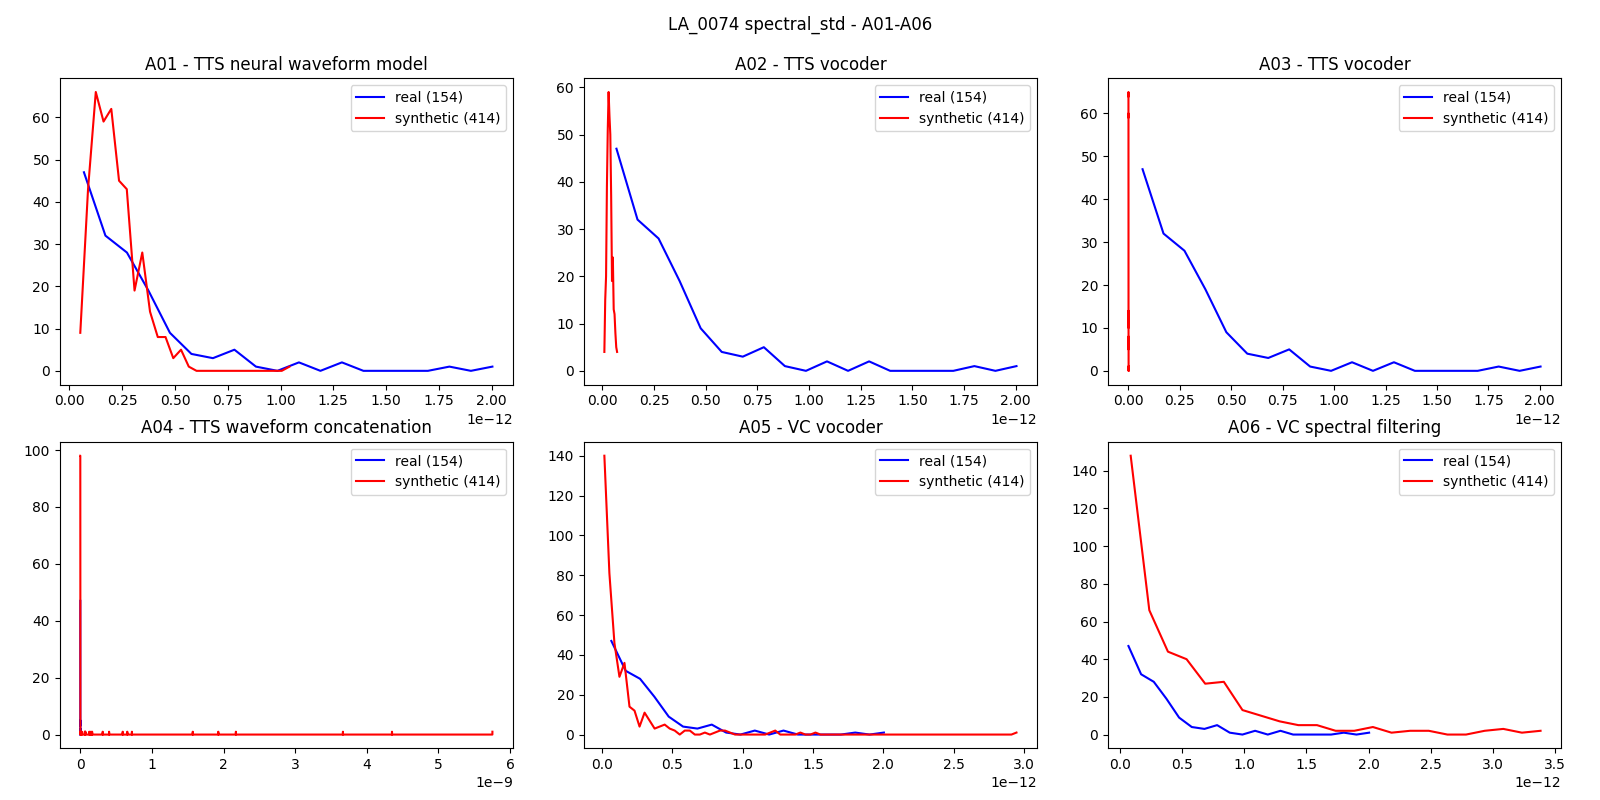 LA_0074 spectral_std - A01-A06
A01 - TTS neural waveform model
real (154)
synthetic (414)
60
50
40
30
20
10
0
0.00 0.25 0.50 0.75 1.00 1.25 1.50 1.75 2.00
1e−12
A02 - TTS vocoder
real (154)
synthetic (414)
60
50
40
30
20
10
0
0.00 0.25 0.50 0.75 1.00 1.25 1.50 1.75 2.00
1e−12
A03 - TTS vocoder
real (154)
synthetic (414)
60
50
40
30
20
10
0
0.00 0.25 0.50 0.75 1.00 1.25 1.50 1.75 2.00
1e−12
A04 - TTS waveform concatenation
real (154)
synthetic (414)
100
80
60
40
20
0
0 1 2 3 4 5 6
1e−9
A05 - VC vocoder
real (154)
synthetic (414)
140
120
100
80
60
40
20
0
0.0 0.5 1.0 1.5 2.0 2.5 3.0
1e−12
A06 - VC spectral filtering
real (154)
synthetic (414)
140
120
100
80
60
40
20
0
0.0 0.5 1.0 1.5 2.0 2.5 3.0 3.5
1e−12